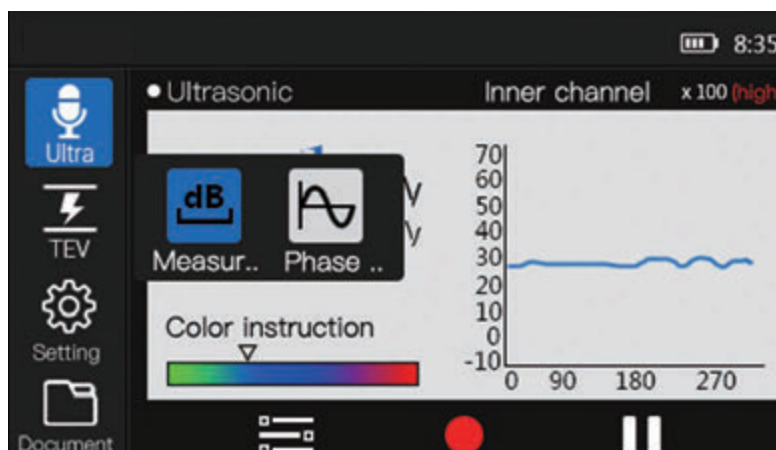 8:35
Ultrasonic
Inner channel
x 100 (high
Ultra
TEV
Setting
Document
dB
Measur..
Phase ..
V
V
Color instruction
70
60
50
40
30
20
10
0
-10
0 90 180 270